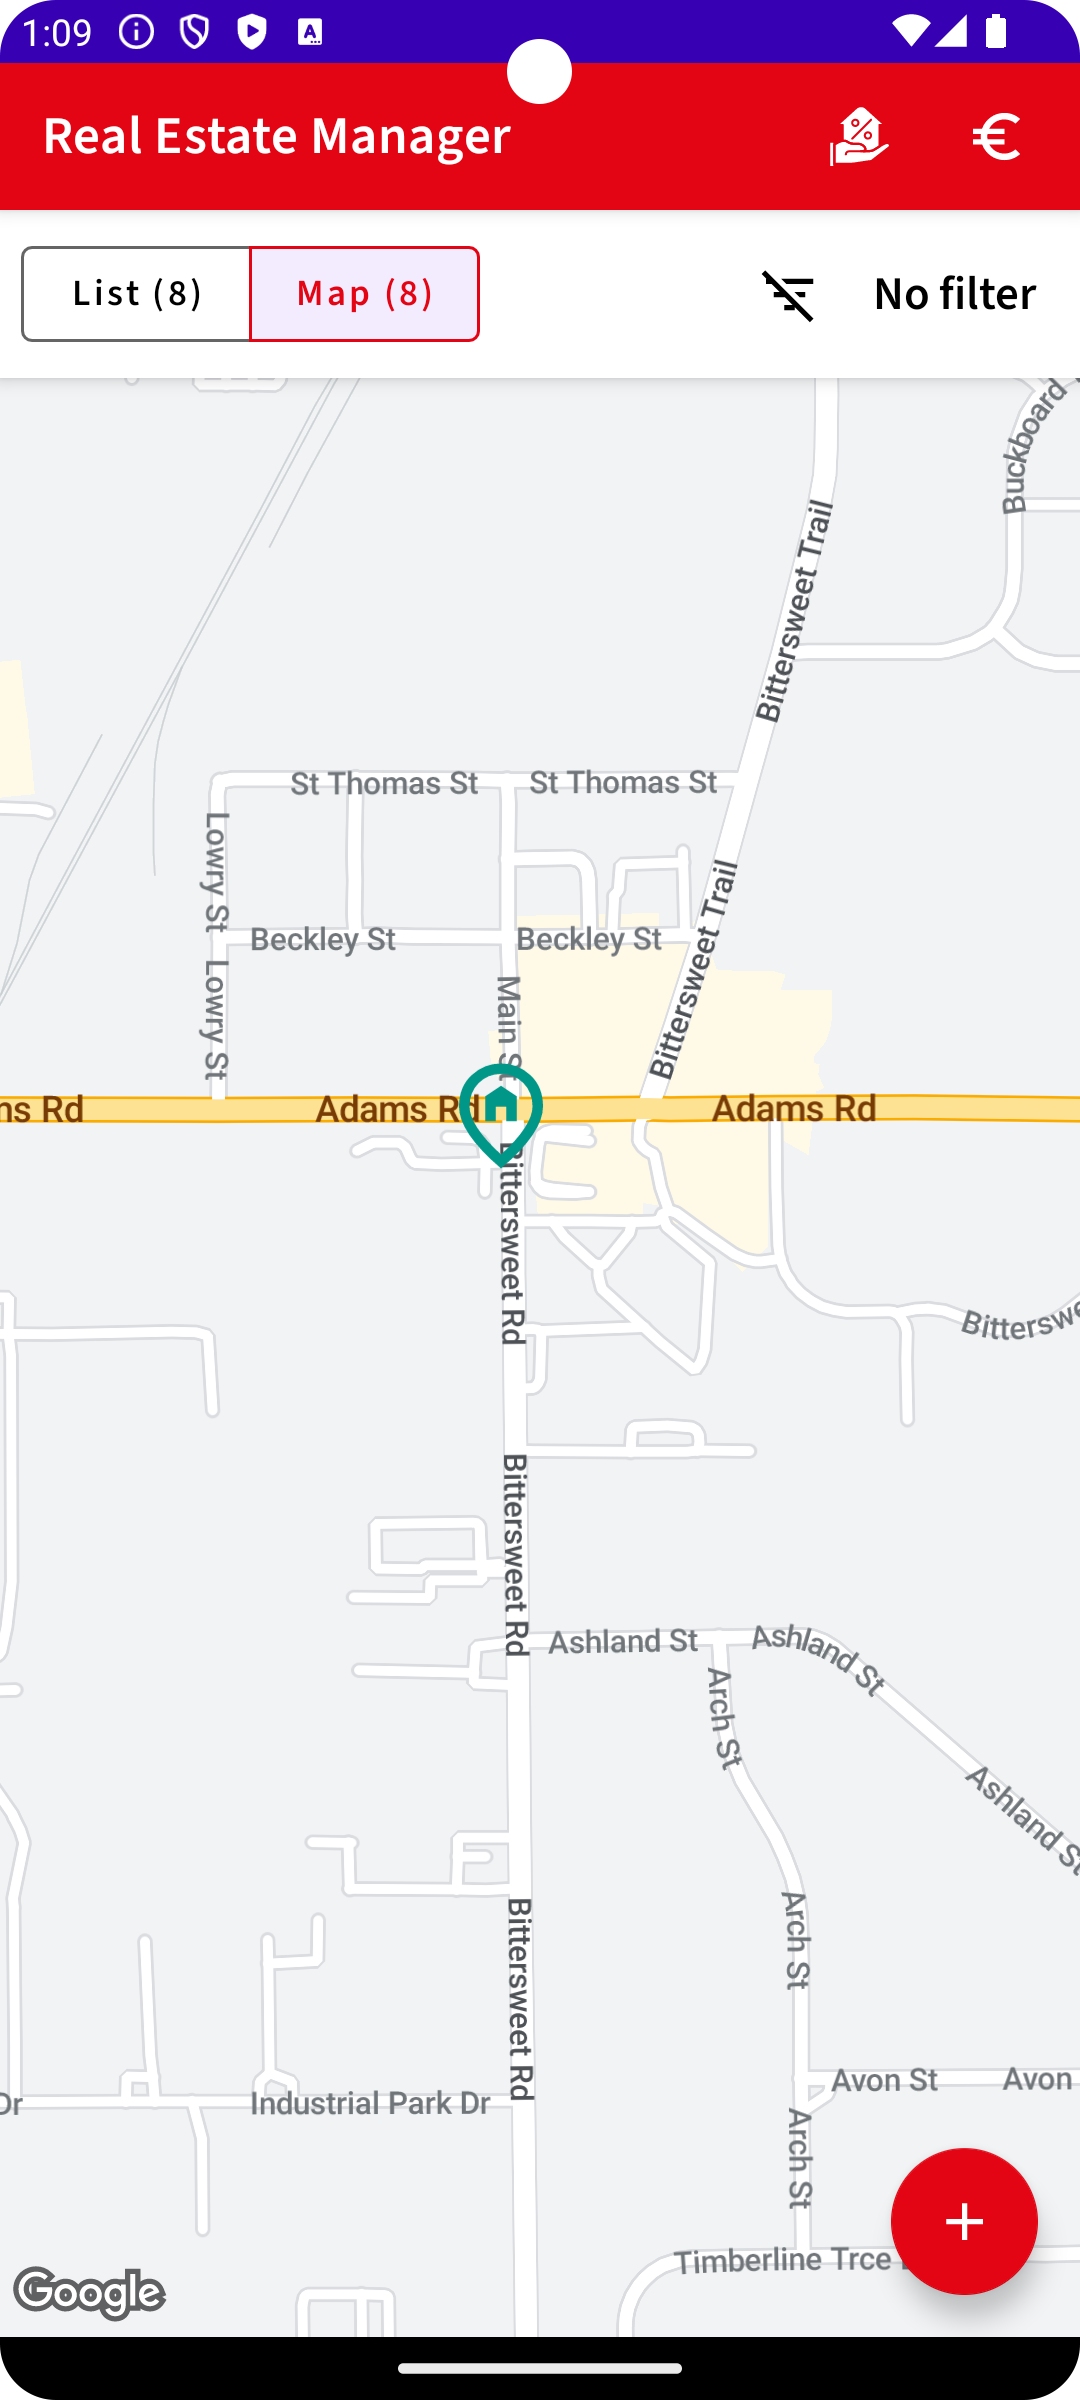 1:09
Real Estate Manager
List (8)
Map (8)
No filter
Buckboard
Bittersweet Trail
St Thomas St
St Thomas St
Lowry St
Bittersweet Trail
Beckley St
Beckley St
Lowry St
Main St
ms Rd
Adams Rd
Adams Rd
Bittersweet Rd
Bitterswe
Bittersweet Rd
Ashland St
Ashland St
Arch St
Ashland St
Arch St
Bittersweet Rd
Avon St
Avon
Dr
Industrial Park Dr
Arch St
Timberline Trce
Google